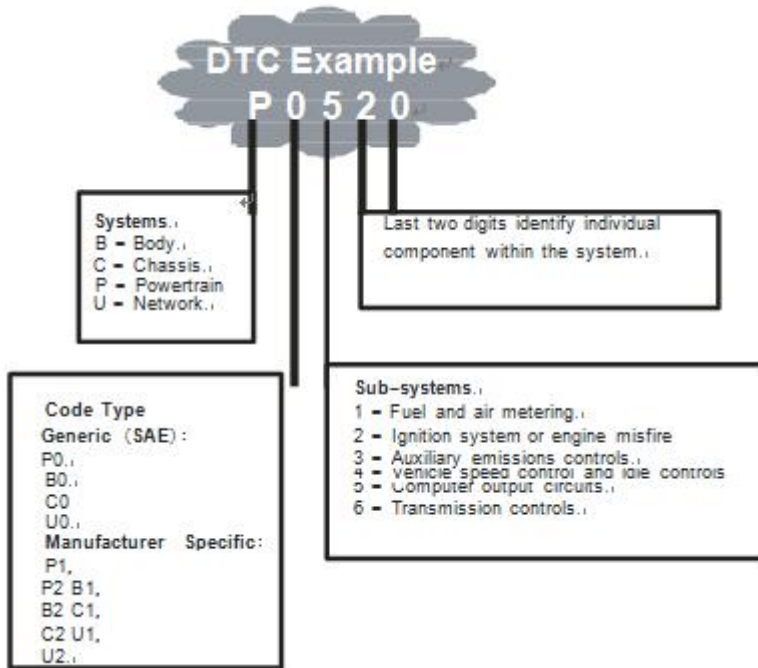 DTC Example
P 0 5 2 0
Systems.
B - Body.
C - Chassis.
P - Powertrain
U - Network.
Last two digits identify individual
component within the system.
Code Type
Generic (SAE):
P0.
B0.
C0
U0.
Manufacturer Specific:
P1,
P2 B1,
B2 C1,
C2 U1,
U2.
Sub-systems.
1 - Fuel and air metering.
2 - Ignition system or engine misfire
3 - Auxiliary emissions controls.
4 - Vehicle speed control and idle controls
5 - Computer output circuits.
6 - Transmission controls.